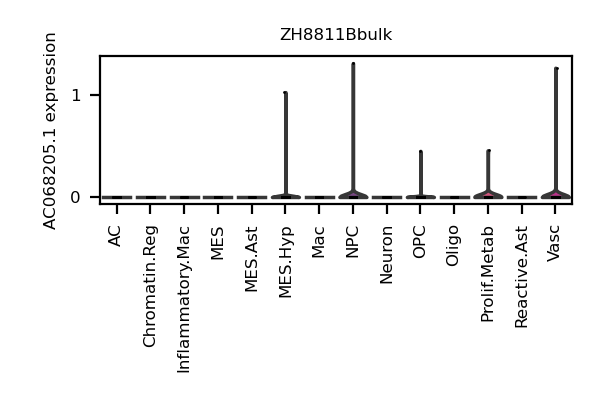 ZH8811Bbulk
AC068205.1 expression
1
0
AC
Chromatin.Reg
Inflammatory.Mac
MES
MES.Ast
MES.Hyp
Mac
NPC
Neuron
OPC
Oligo
Prolif.Metab
Reactive.Ast
Vasc